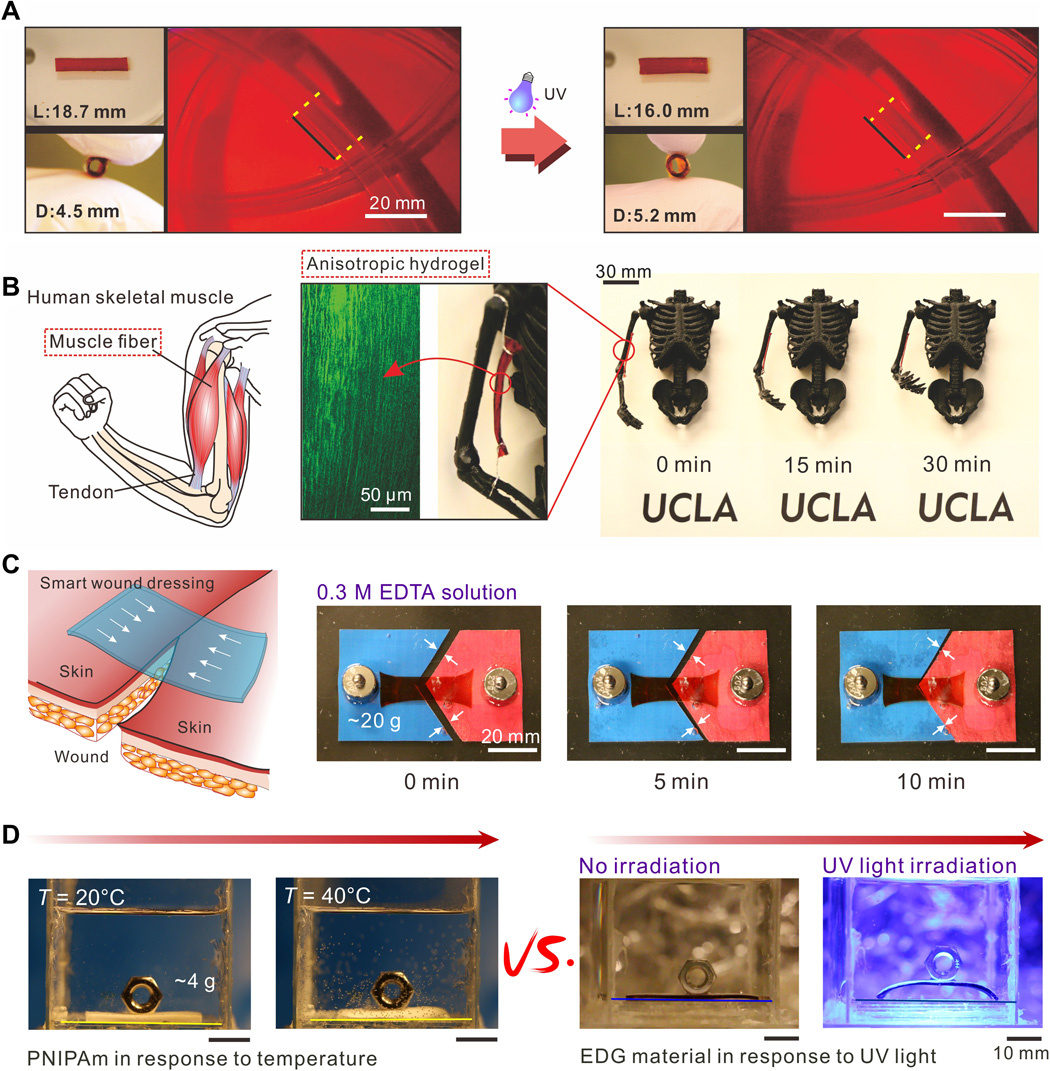 A
L:18.7 mm
D:4.5 mm
20 mm
UV
L:16.0 mm
D:5.2 mm
B
Human skeletal muscle
Muscle fiber
Tendon
Anisotropic hydrogel
50 µm
30 mm
0 min
15 min
30 min
UCLA
UCLA
UCLA
C
Smart wound dressing
Skin
Skin
Wound
0.3 M EDTA solution
~20 g
20 mm
0 min
5 min
10 min
D
T = 20°C
T = 40°C
~4 g
PNIPAm in response to temperature
vs.
No irradiation
UV light irradiation
10 mm
EDG material in response to UV light